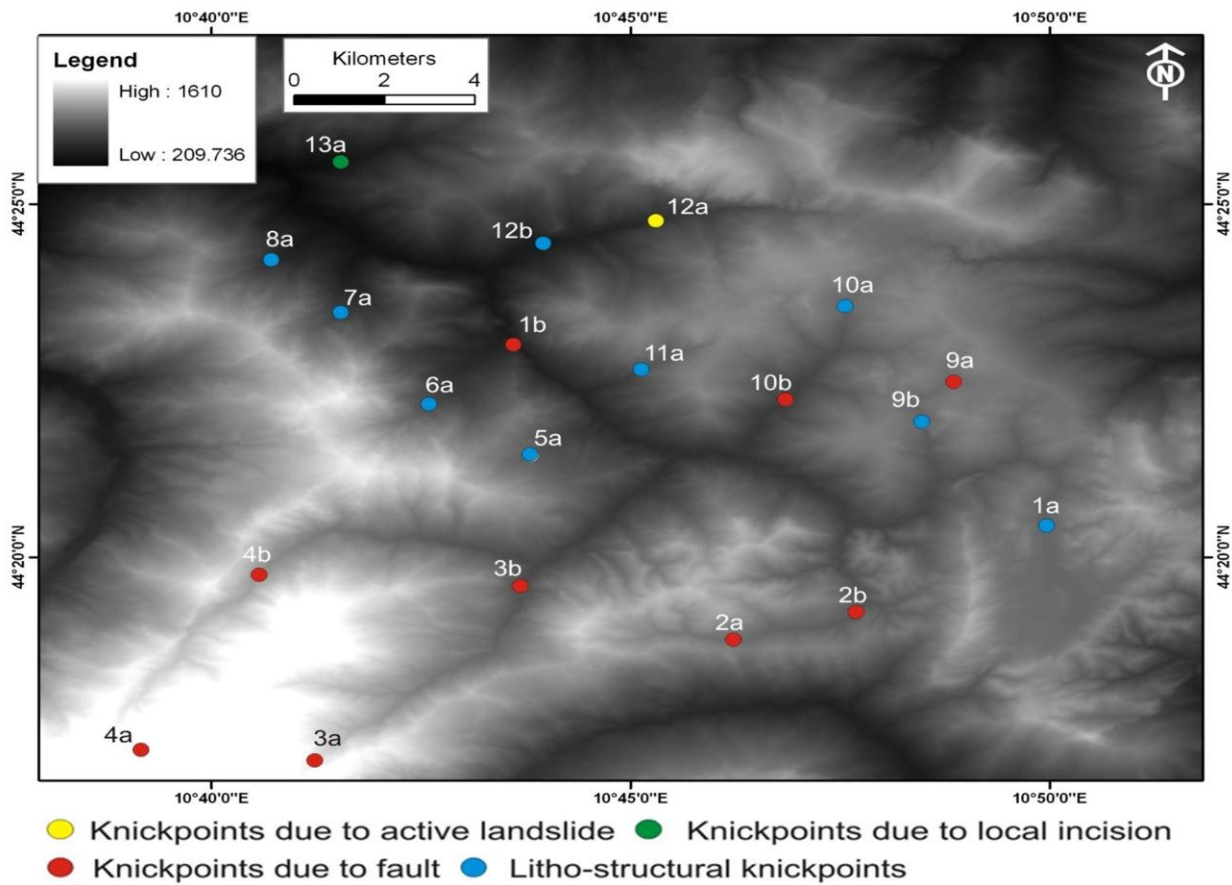 10°40'0"E 10°45'0"E 10°50'0"E
Legend
High : 1610
Low : 209.736
Kilometers
0 2 4
N
13a
44°25'0"N 44°25'0"N
12a
12b
8a
10a
7a
1b
11a
9a
6a
10b
9b
5a
1a
44°20'0"N 44°20'0"N
4b
3b
2b
2a
4a
3a
10°40'0"E 10°45'0"E 10°50'0"E
Knickpoints due to active landslide Knickpoints due to local incision
Knickpoints due to fault Litho-structural knickpoints